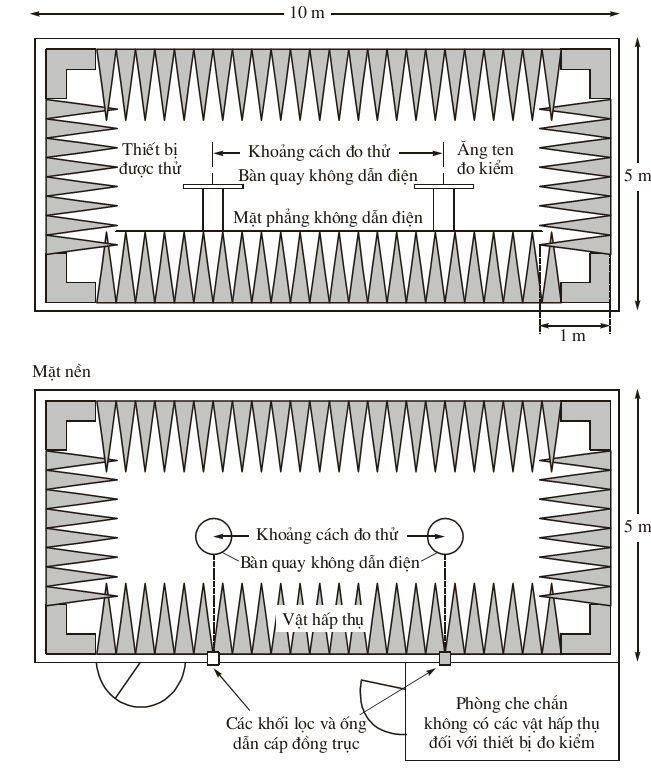 10 m
Thiết bị
được thử
Khoảng cách đo thử
Ăng ten
đo kiểm
Bàn quay không dẫn điện
5 m
Mặt phẳng không dẫn điện
1 m
Mặt nền
Khoảng cách đo thử
5 m
Bàn quay không dẫn điện
Vật hấp thụ
Các khối lọc và ống
dẫn cáp đồng trục
Phòng che chắn
không có các vật hấp thụ
đối với thiết bị đo kiểm